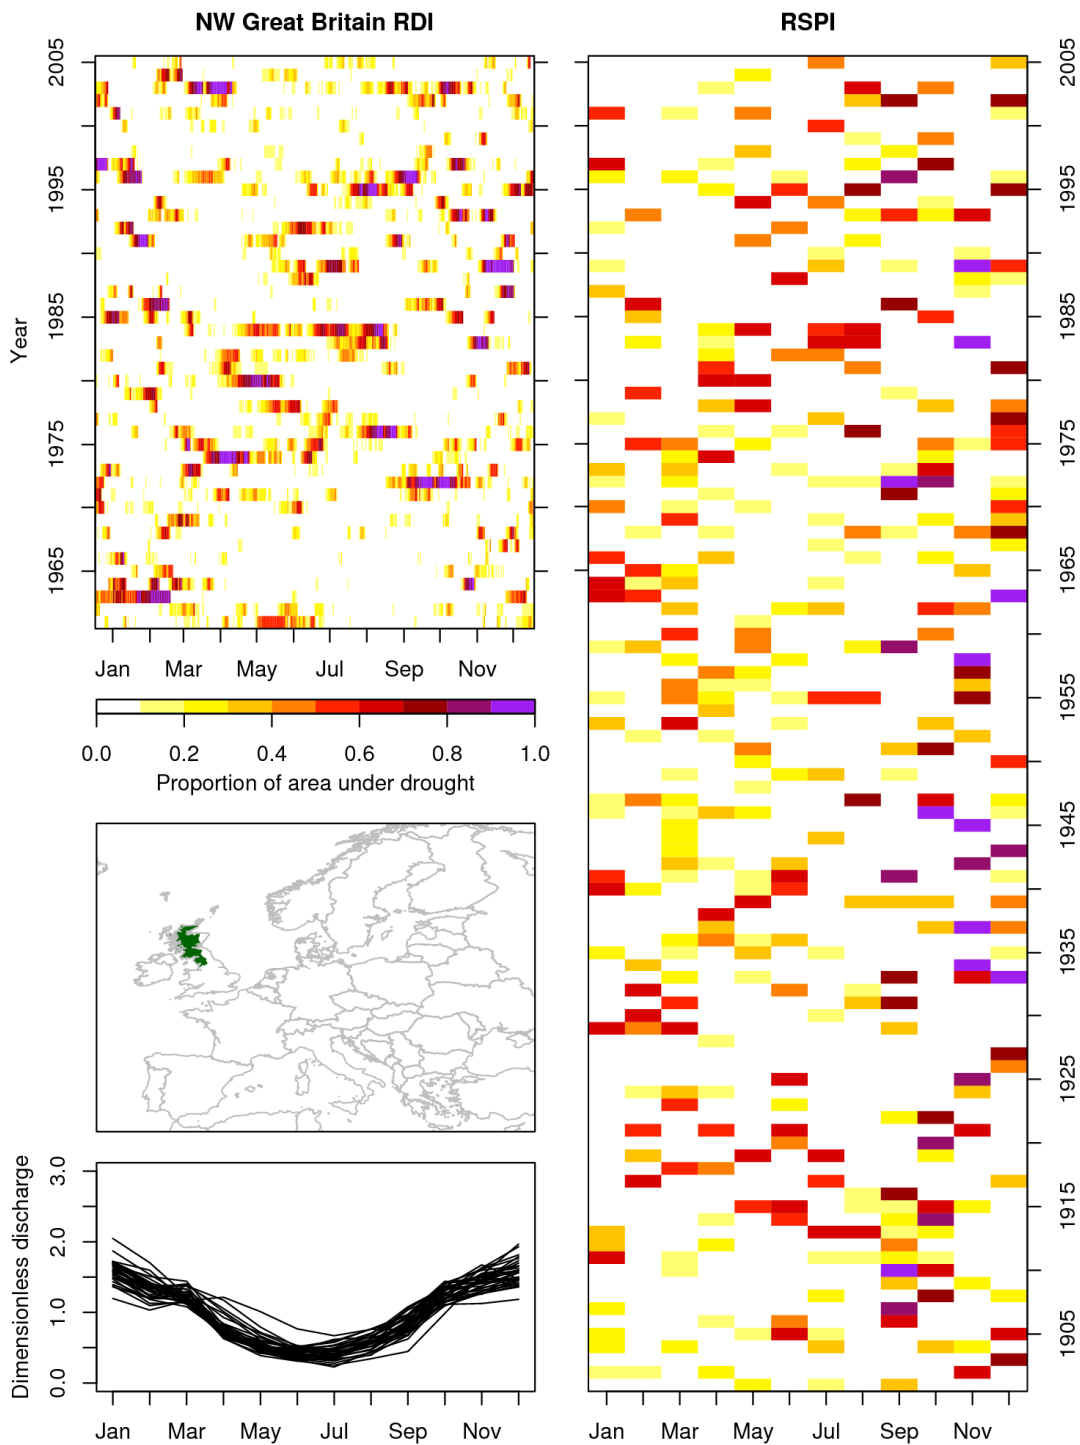 NW Great Britain RDI
RSPI
Year
2005
1995
1985
1975
1965
Jan Mar May Jul Sep Nov
0.0 0.2 0.4 0.6 0.8 1.0
Proportion of area under drought
Dimensionless discharge
3.0
2.0
1.0
0.0
Jan Mar May Jul Sep Nov
2005
1995
1985
1975
1965
1955
1945
1935
1925
1915
1905
Jan Mar May Jul Sep Nov